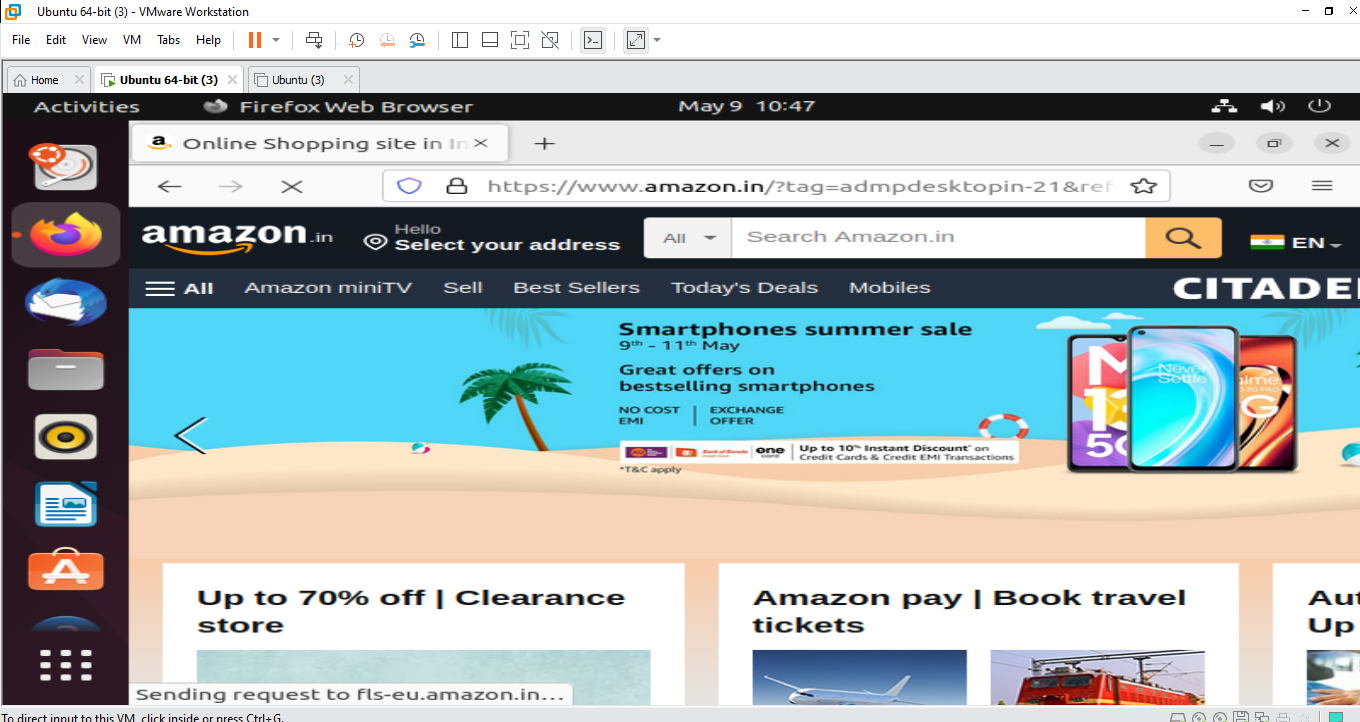 Ubuntu 64-bit (3) - VMware Workstation
File Edit View VM Tabs Help
Home Ubuntu 64-bit (3) Ubuntu (3)
Activities Firefox Web Browser May 9 10:47
Online Shopping site in In
https://www.amazon.in/?tag=admpdesktopin-21&ref
amazon.in
Hello
Select your address
All Search Amazon.in EN
All Amazon miniTV Sell Best Sellers Today's Deals Mobiles CITADE
Smartphones summer sale
9th - 11th May
Great offers on
bestselling smartphones
NO COST EMI
EXCHANGE OFFER
Bank of Baroda
one card
Up to 10% Instant Discount* on
Credit Cards & Credit EMI Transactions
*T&C apply
Never
Settle
Up to 70% off | Clearance
store
Amazon pay | Book travel
tickets
Aut
Up
Sending request to fls-eu.amazon.in...
To direct input to this VM, click inside or press Ctrl+G.